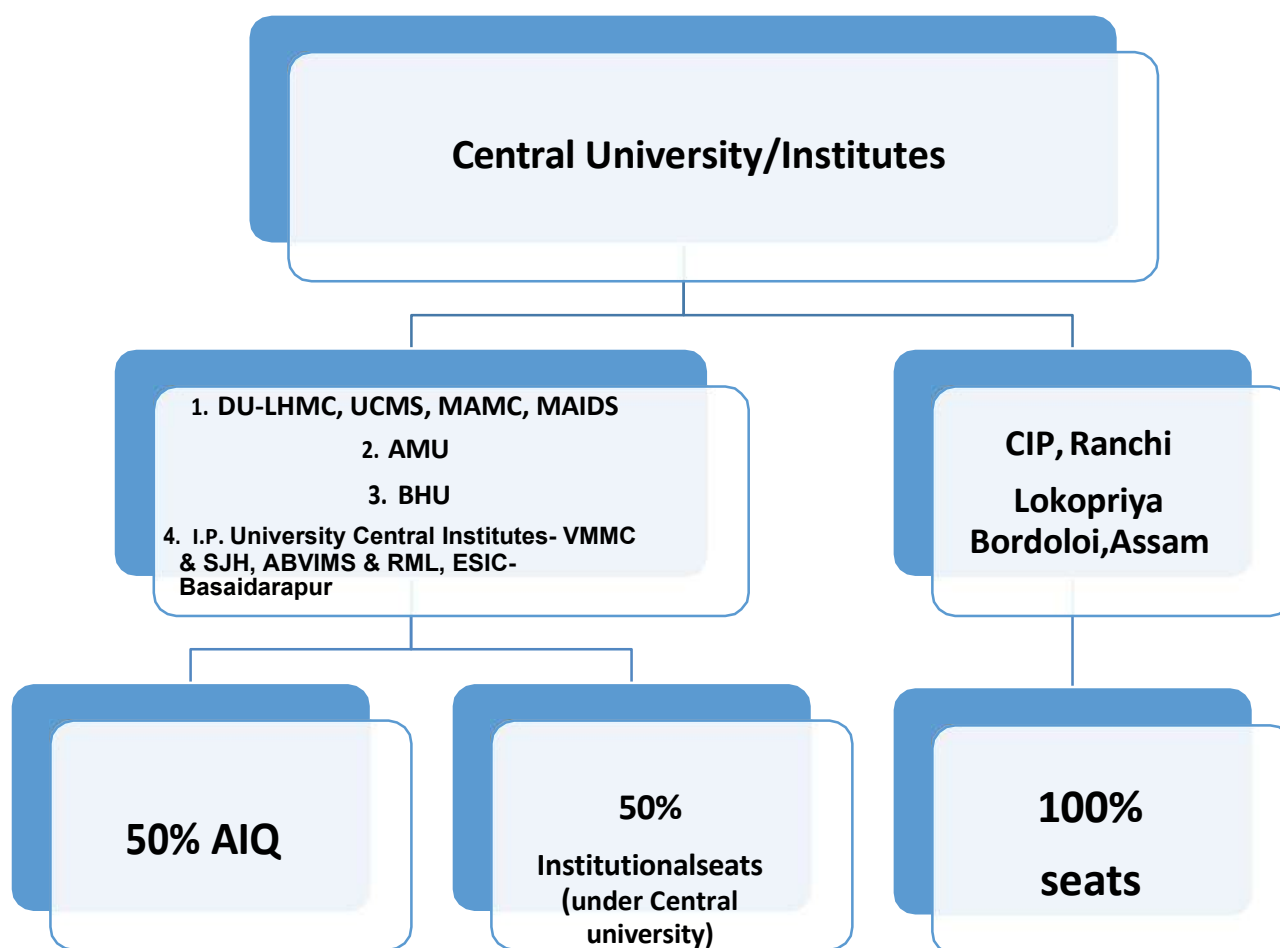 Central University/Institutes
1. DU-LHMC, UCMS, MAMC, MAIDS
2. AMU
3. BHU
4. I.P. University Central Institutes- VMMC
& SJH, ABVIMS & RML, ESIC-
Basaidarapur
CIP, Ranchi
Lokopriya
Bordoloi,Assam
50% AIQ
50%
Institutionalseats
(under Central
university)
100%
seats